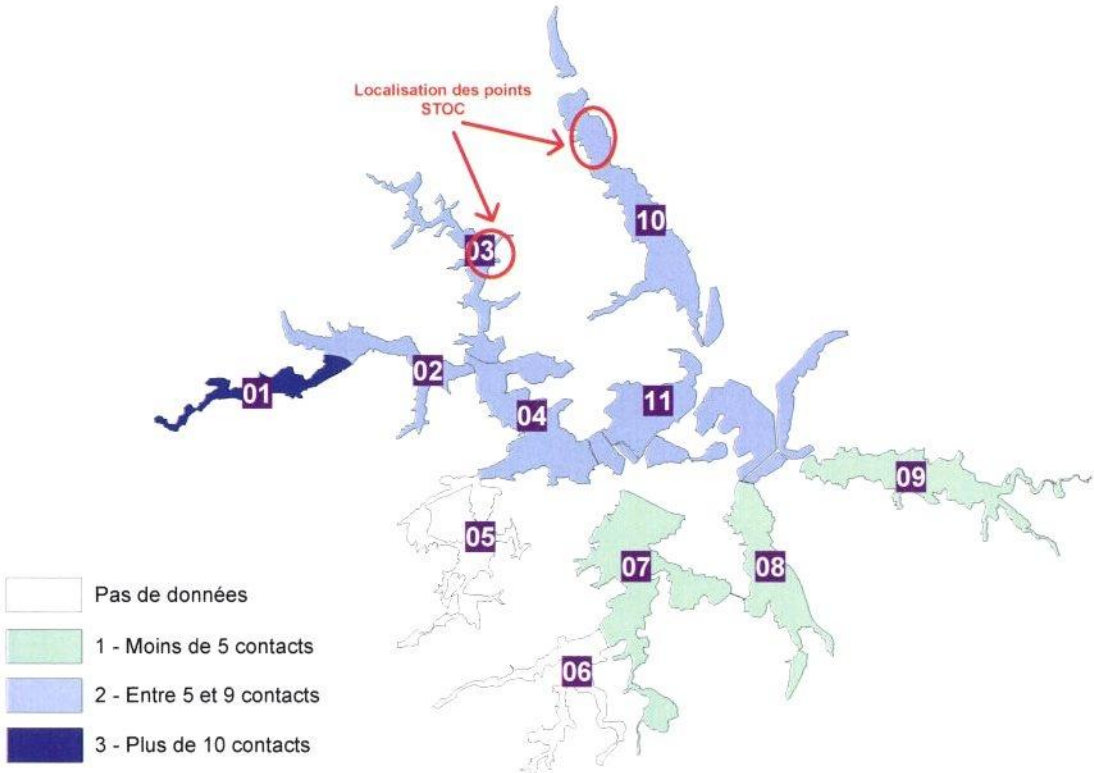 Localisation des points
STOC
10
03
02
01
11
04
09
05
07
08
06
Pas de données
1 - Moins de 5 contacts
2 - Entre 5 et 9 contacts
3 - Plus de 10 contacts